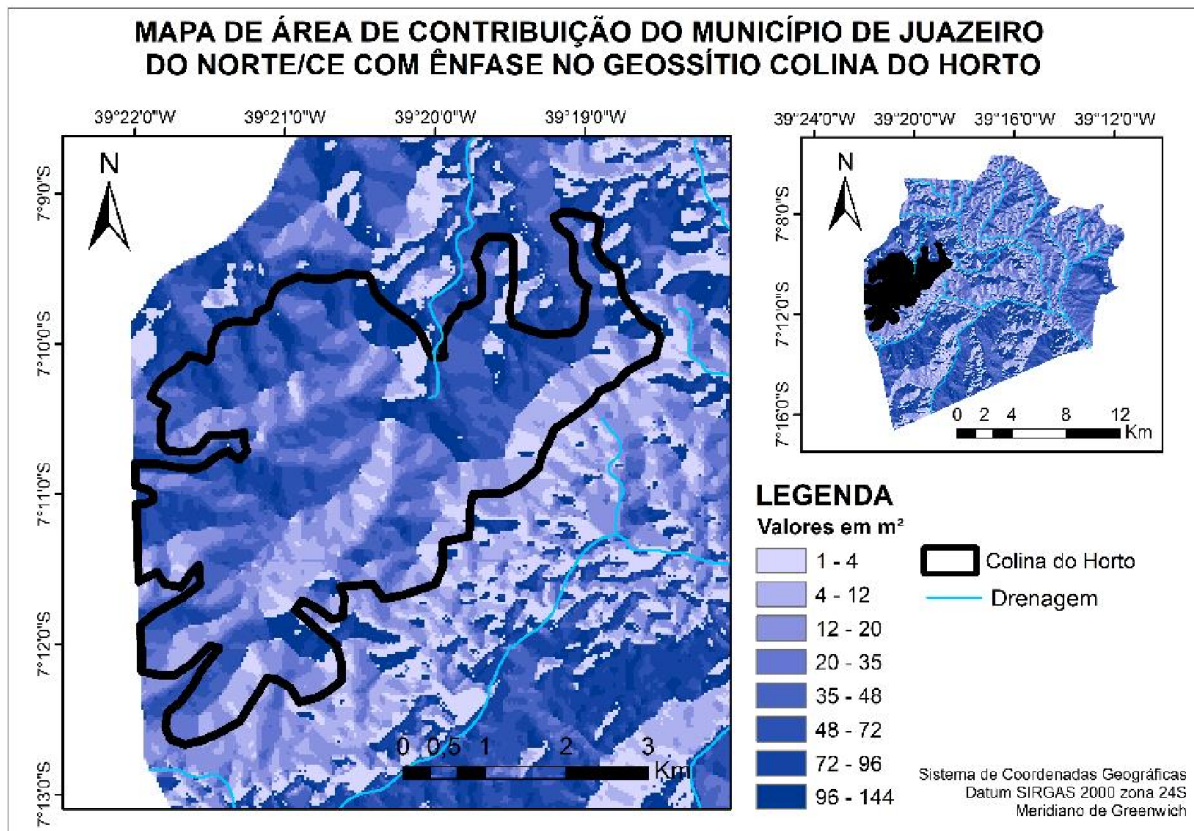 MAPA DE ÁREA DE CONTRIBUIÇÃO DO MUNICÍPIO DE JUAZEIRO
DO NORTE/CE COM ÊNFASE NO GEOSSÍTIO COLINA DO HORTO
39°22'0"W 39°21'0"W 39°20'0"W 39°19'0"W
N
7°9'0"S
7°10'0"S
7°11'0"S
7°12'0"S
7°13'0"S
0 0,5 1 2 3
Km
39°24'0"W 39°20'0"W 39°16'0"W 39°12'0"W
N
7°8'0"S
7°12'0"S
7°16'0"S
0 2 4 8 12
Km
LEGENDA
Valores em m²
1 - 4
4 - 12
12 - 20
20 - 35
35 - 48
48 - 72
72 - 96
96 - 144
Colina do Horto
Drenagem
Sistema de Coordenadas Geográficas
Datum SIRGAS 2000 zona 24S
Meridiano de Greenwich